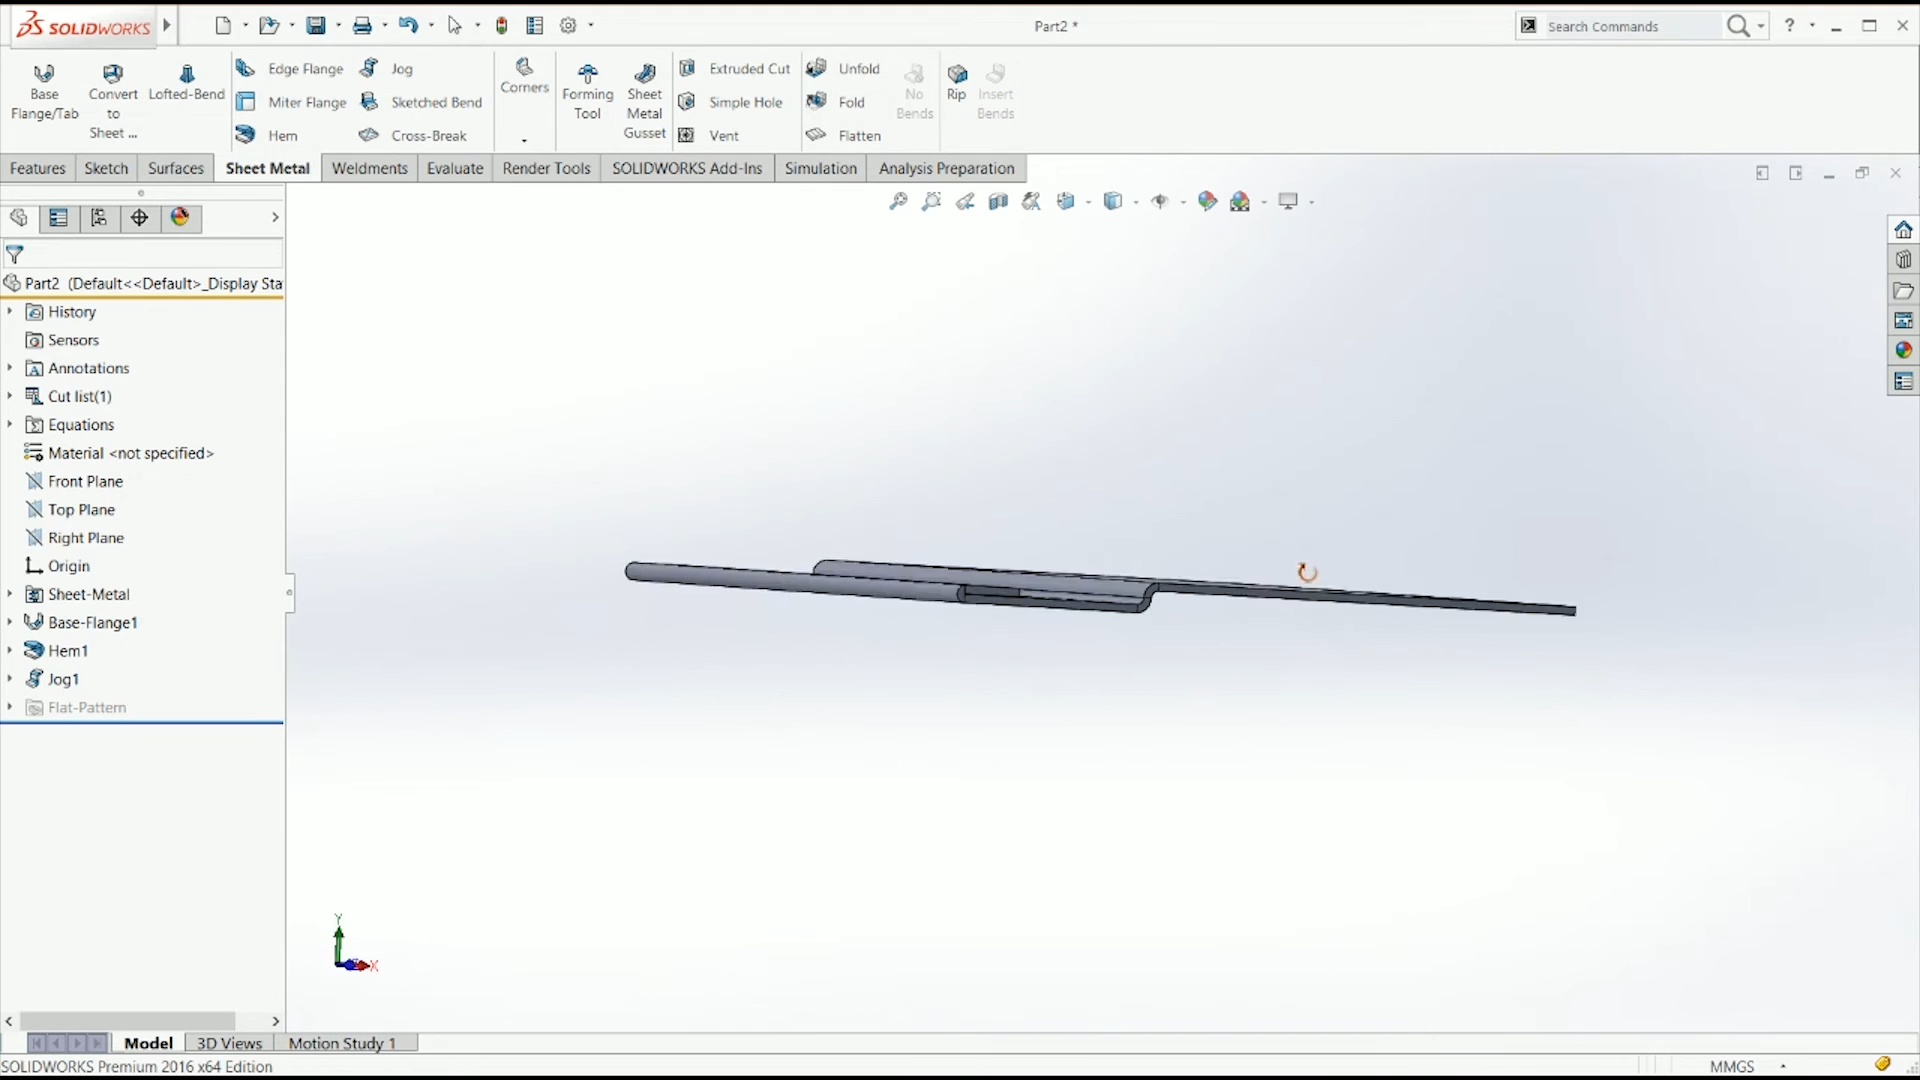 SOLIDWORKS
Part2 *
Search Commands
?
Base Flange/Tab
Convert to Sheet ...
Lofted-Bend
Edge Flange
Miter Flange
Hem
Jog
Sketched Bend
Cross-Break
Corners
Forming Tool
Sheet Metal Gusset
Extruded Cut
Simple Hole
Vent
Unfold
Fold
Flatten
No Bends
Rip
Insert Bends
Features Sketch Surfaces Sheet Metal Weldments Evaluate Render Tools SOLIDWORKS Add-Ins Simulation Analysis Preparation
Part2 (Default<<Default>_Display Sta
History
Sensors
Annotations
Cut list(1)
Equations
Material <not specified>
Front Plane
Top Plane
Right Plane
Origin
Sheet-Metal
Base-Flange1
Hem1
Jog1
Flat-Pattern
Y
X
Model 3D Views Motion Study 1
SOLIDWORKS Premium 2016 x64 Edition
MMGS